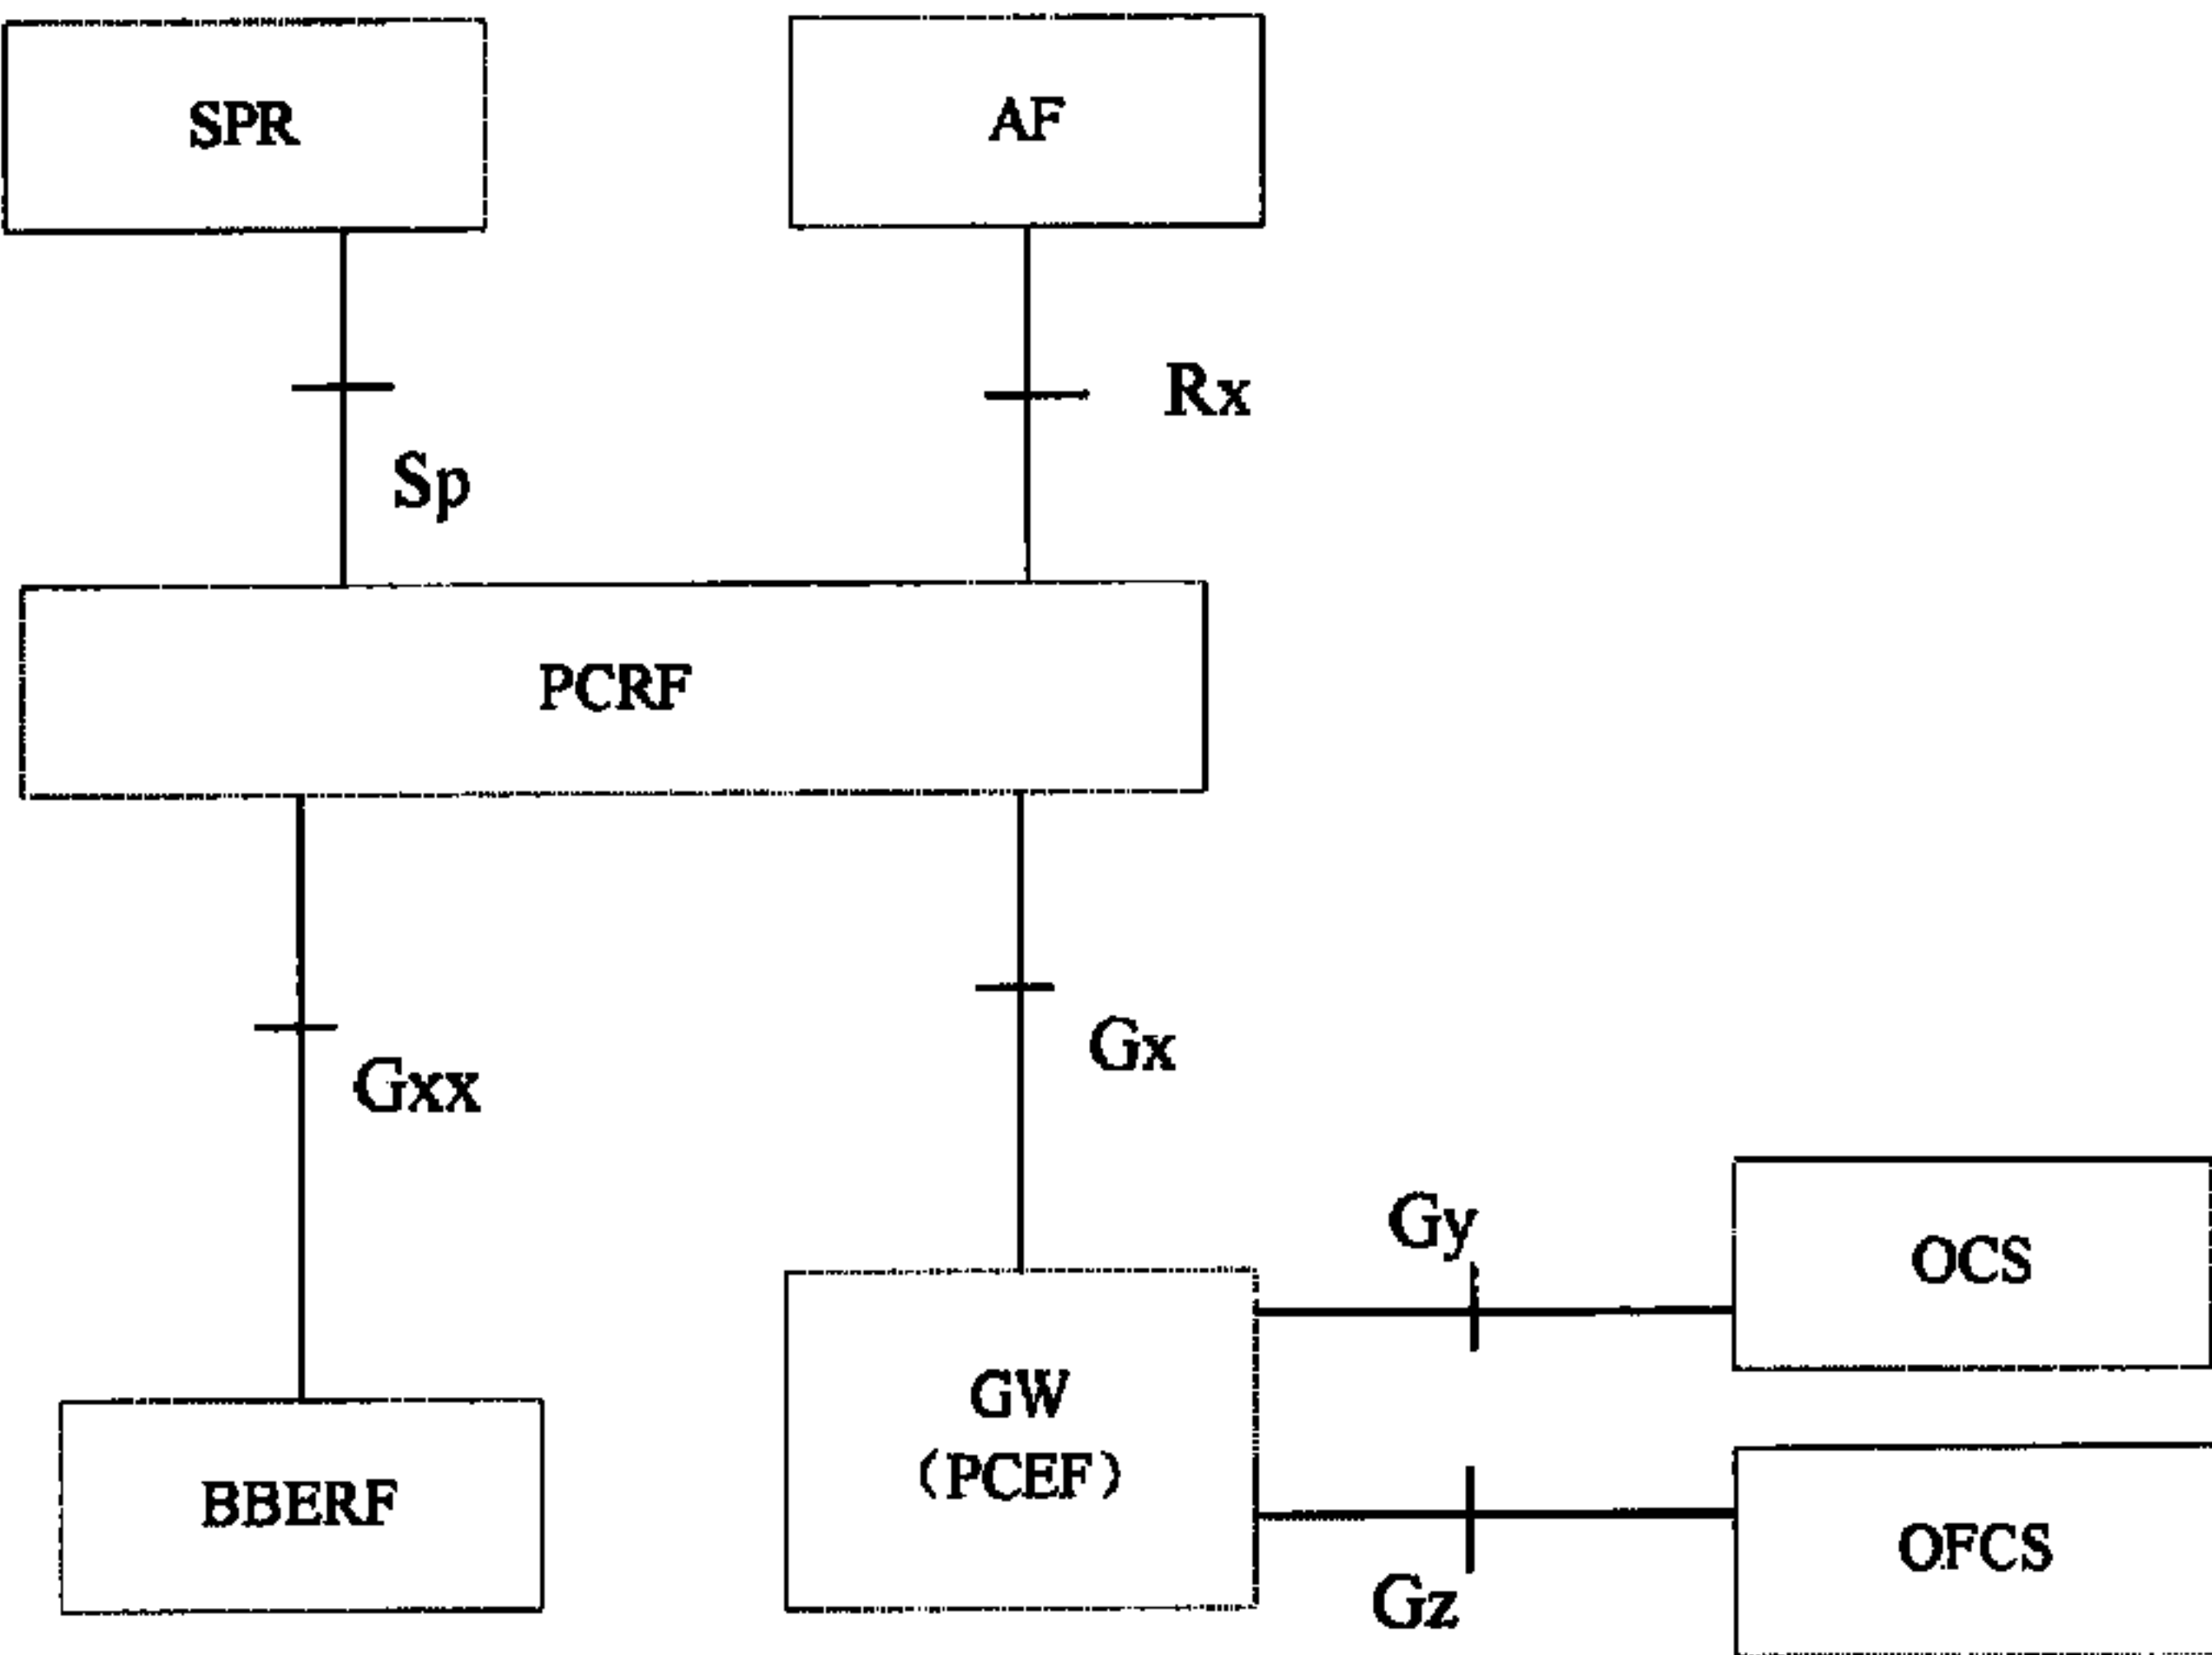 SPR
AF
Rx
Sp
PCRF
Gx
Gxx
Gy
OCS
GW
(PCEF)
BBERF
OFCS
Gz